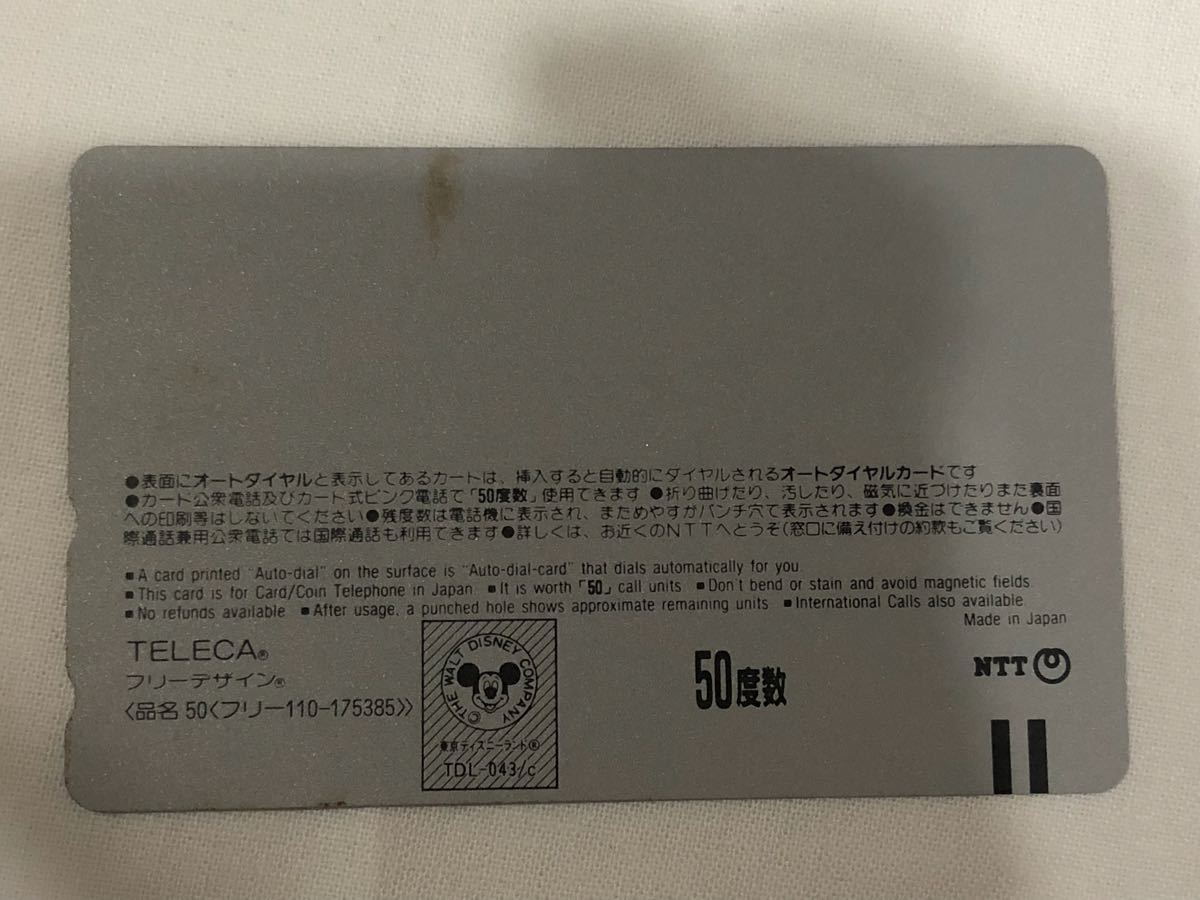 ●表面にオートダイヤルと表示してあるカードは、挿入すると自動的にダイヤルされるオートダイヤルカードです
●カード公衆電話及びカード式ピンク電話で「50度数」使用できます ●折り曲げたり、汚したり、磁気に近づけたりまた裏面
への印刷等はしないでください●残度数は電話機に表示され、まためやすがパンチ穴で表示されます●換金はできません●国
際通話兼用公衆電話では国際通話も利用できます●詳しくは、お近くのNTTへどうぞ(窓口に備え付けの約款もご覧ください)
■A card printed "Auto-dial" on the surface is "Auto-dial-card" that dials automatically for you.
■This card is for Card/Coin Telephone in Japan. ■It is worth「50」call units. ■Don't bend or stain and avoid magnetic fields.
■No refunds available. ■After usage, a punched hole shows approximate remaining units. ■International Calls also available.
Made in Japan
TELECA®
フリーデザイン®
〈品名 50〈フリー110-175385〉〉
©THE WALT DISNEY COMPANY
東京ディズニーランド®
TDL-043/c
50度数
NTT